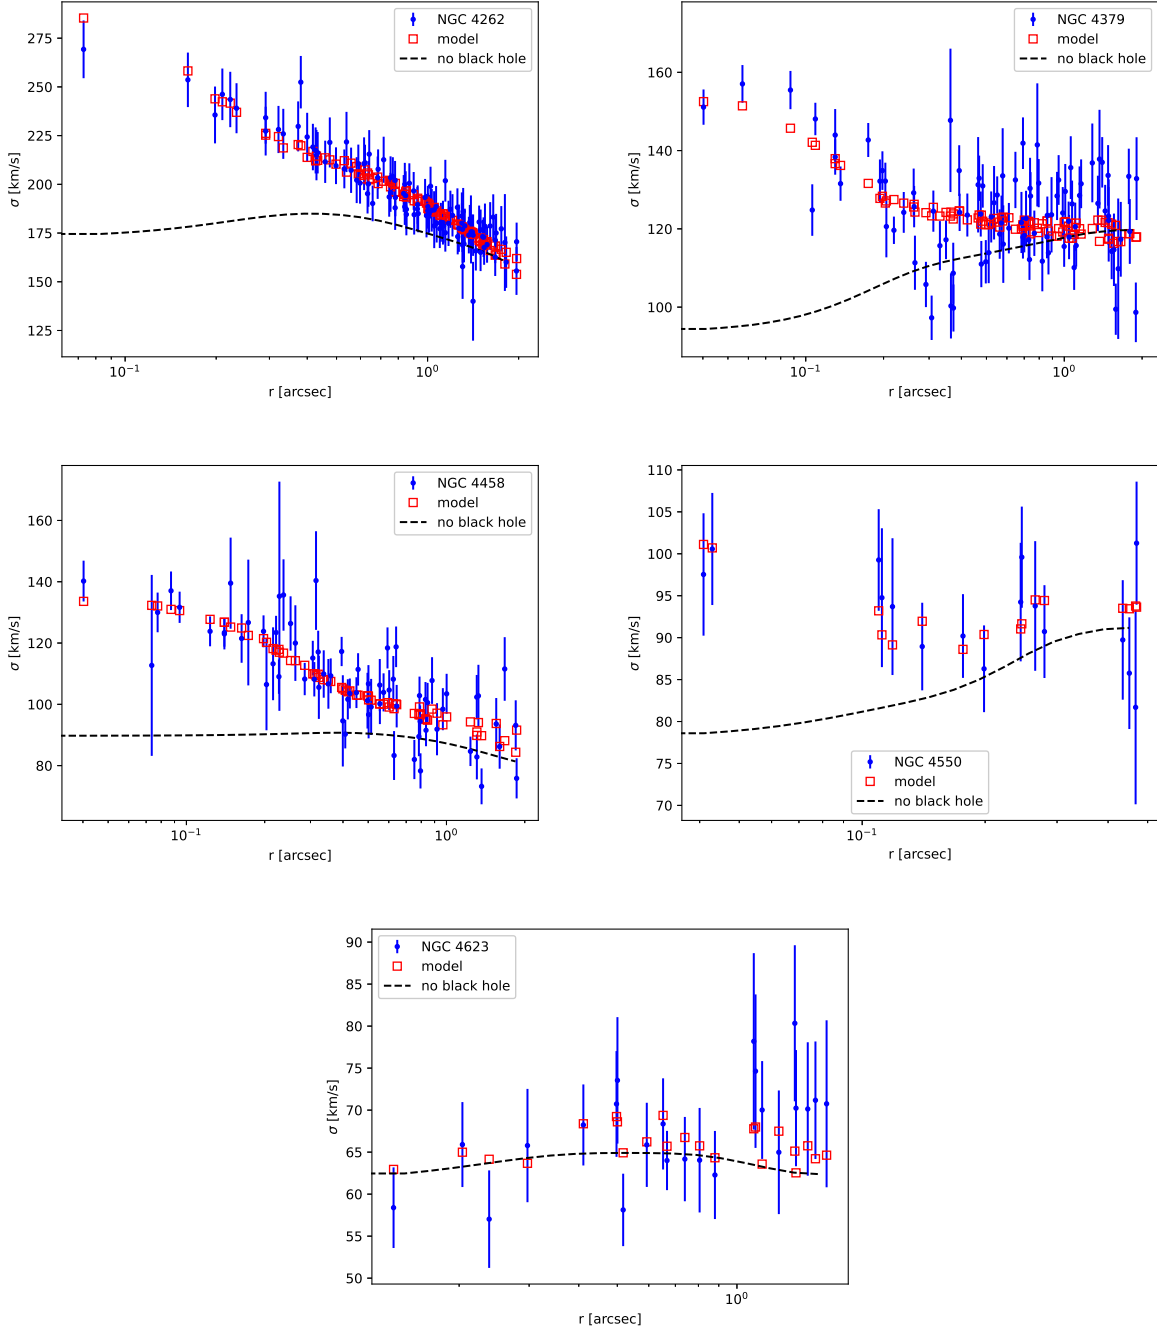 NGC 4262
model
no black hole
275
250
225
200
175
150
125
σ [km/s]
10⁻¹
10⁰
r [arcsec]
NGC 4379
model
no black hole
160
140
120
100
σ [km/s]
10⁻¹
10⁰
r [arcsec]
NGC 4458
model
no black hole
160
140
120
100
80
σ [km/s]
10⁻¹
10⁰
r [arcsec]
110
105
100
95
90
85
80
75
70
σ [km/s]
NGC 4550
model
no black hole
10⁻¹
r [arcsec]
NGC 4623
model
no black hole
90
85
80
75
70
65
60
55
50
σ [km/s]
10⁰
r [arcsec]